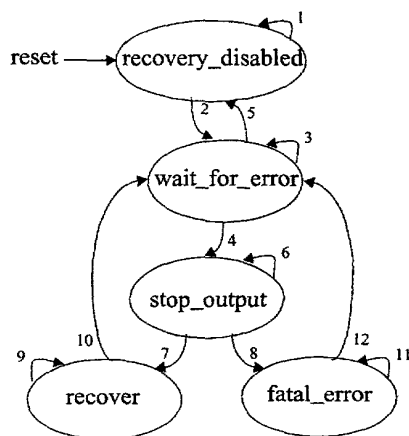 1
reset
recovery_disabled
2
5
3
wait_for_error
4
6
stop_output
10
7
8
12
9
11
recover
fatal_error